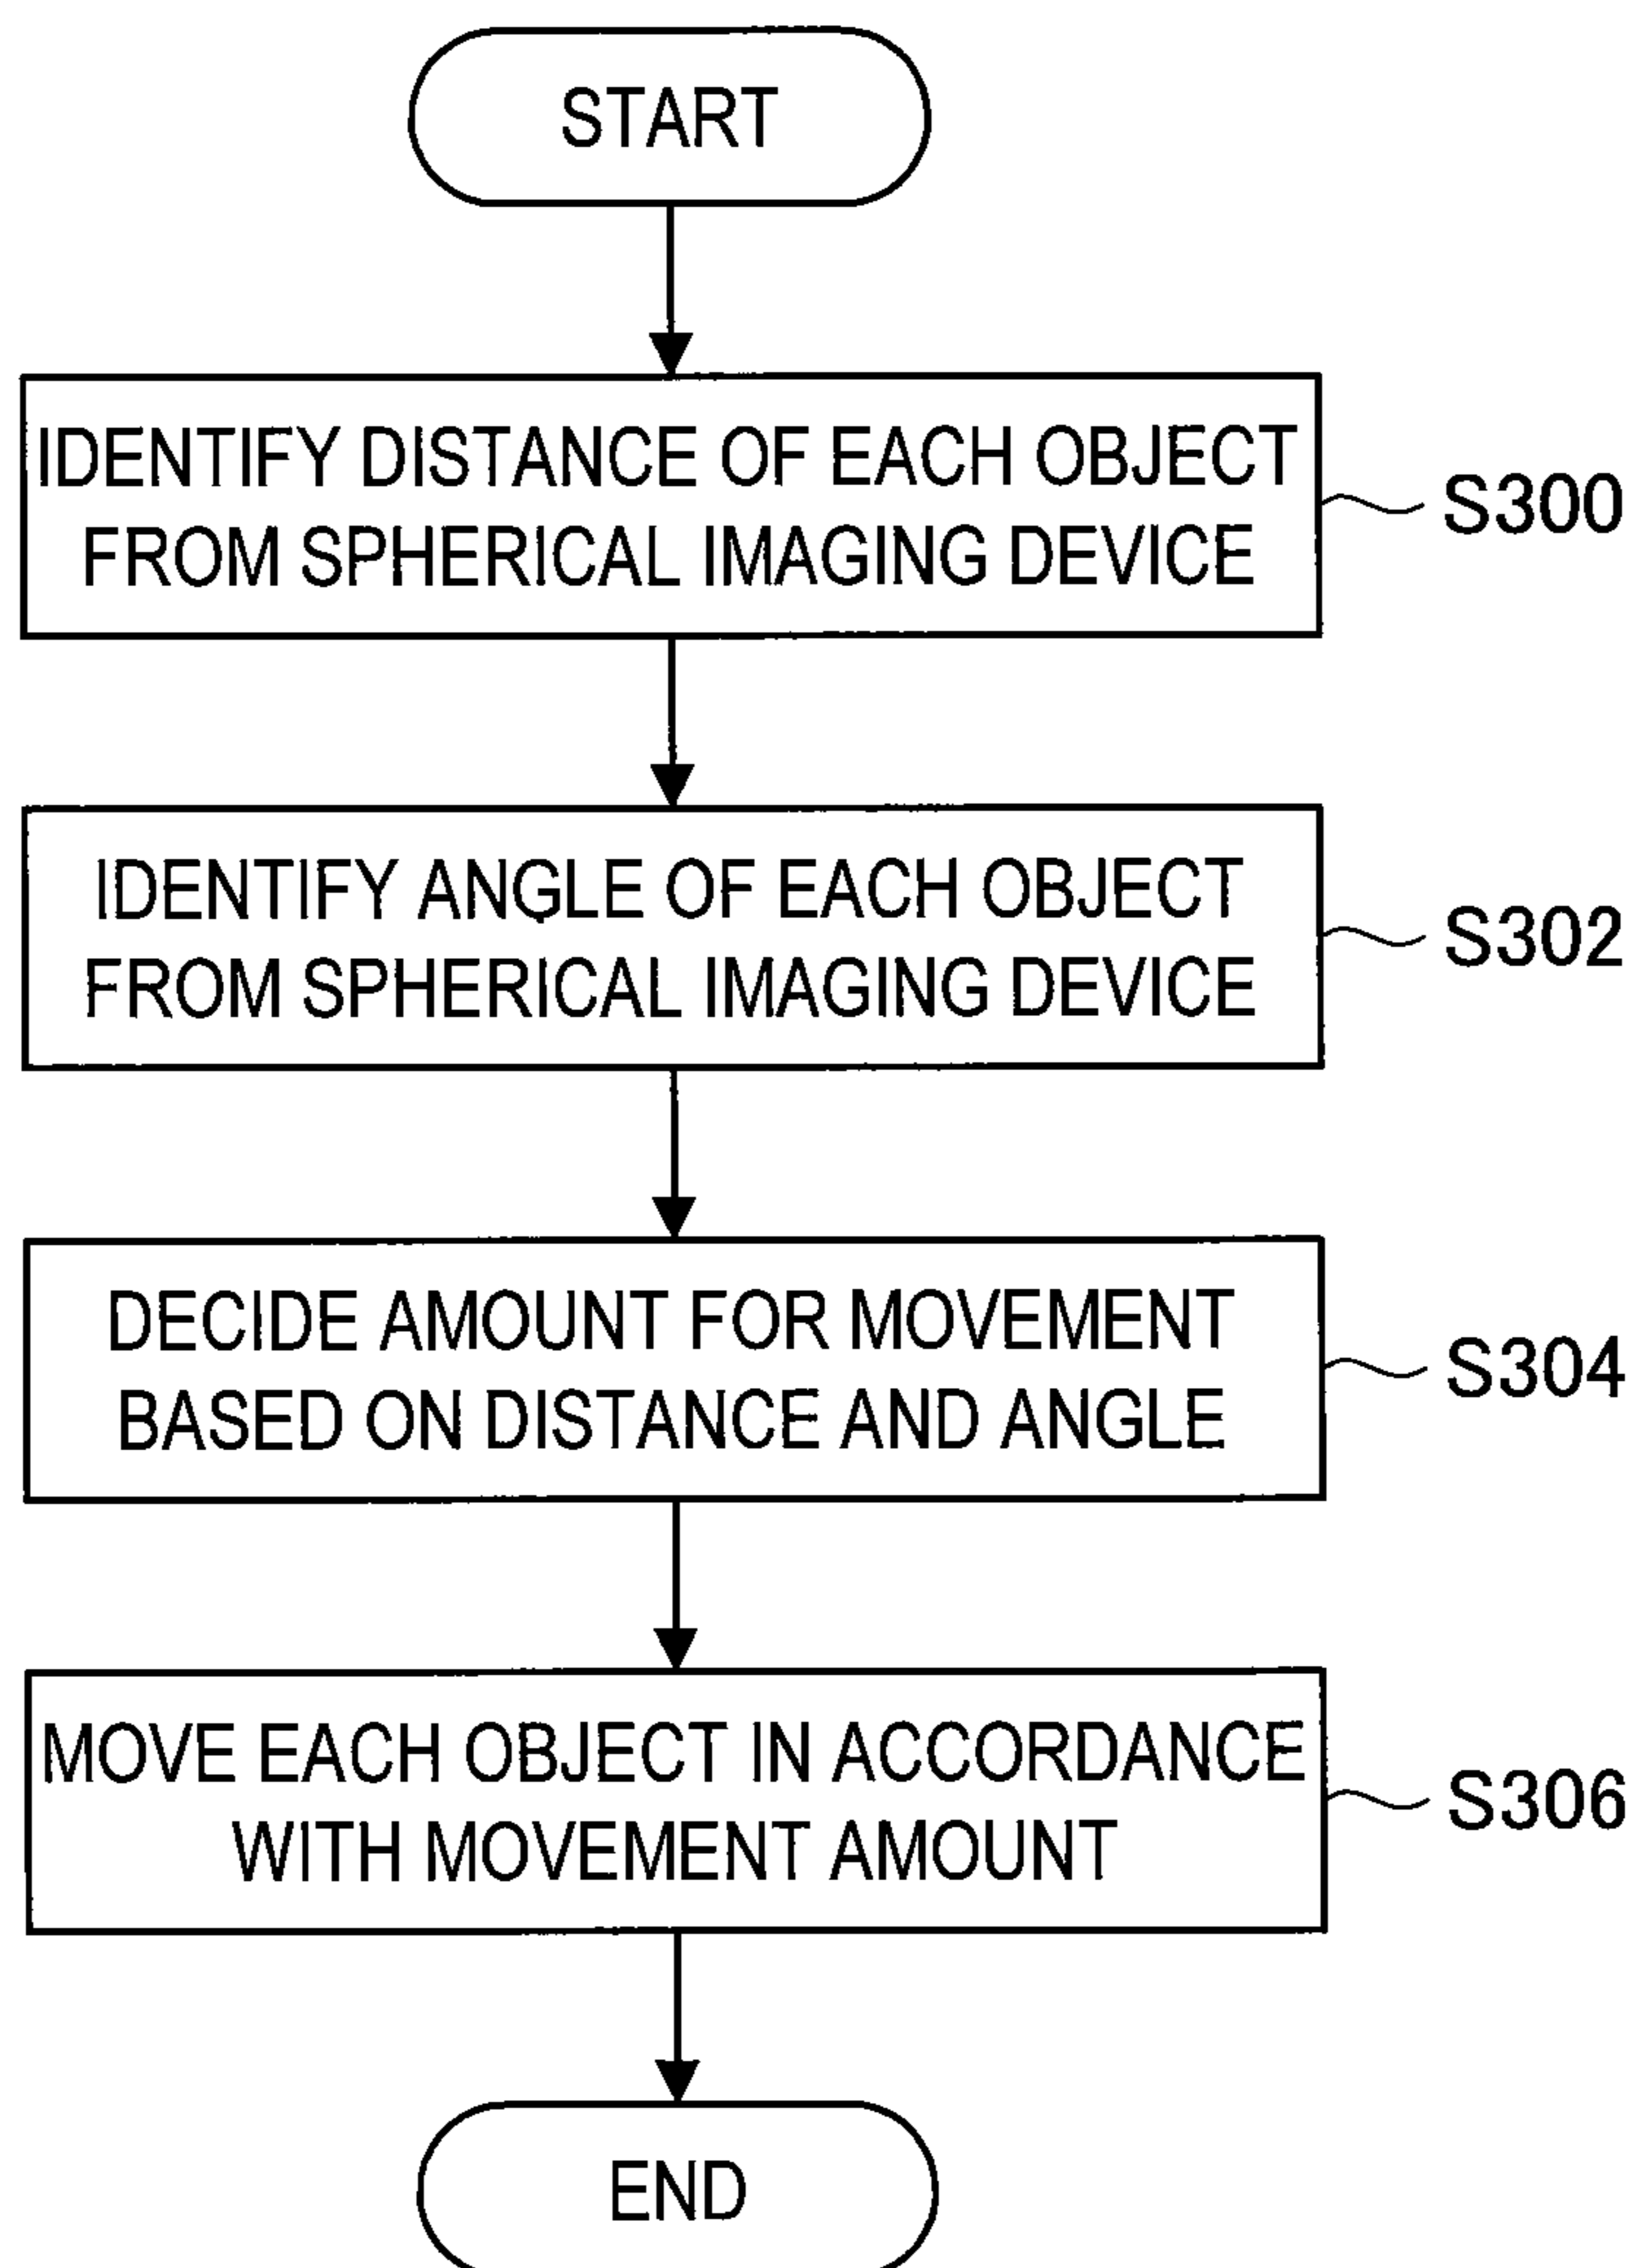 START
IDENTIFY DISTANCE OF EACH OBJECT
FROM SPHERICAL IMAGING DEVICE
S300
IDENTIFY ANGLE OF EACH OBJECT
FROM SPHERICAL IMAGING DEVICE
S302
DECIDE AMOUNT FOR MOVEMENT
BASED ON DISTANCE AND ANGLE
S304
MOVE EACH OBJECT IN ACCORDANCE
WITH MOVEMENT AMOUNT
S306
END